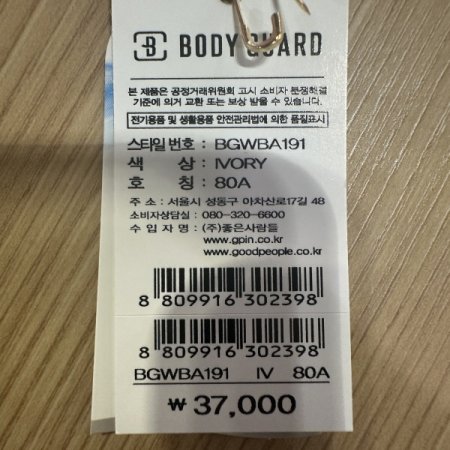 B BODY GUARD
본 제품은 공정거래위원회 고시 소비자 분쟁해결
기준에 의거 교환 또는 보상 받을 수 있습니다.
전기용품 및 생활용품 안전관리법에 의한 품질표시
스타일 번호 : BGWBA191
색 상 : IVORY
호 칭 : 80A
주 소 : 서울시 성동구 아차산로17길 48
소비자상담실 : 080-320-6600
수 입 자 명 : (주)좋은사람들
www.gpin.co.kr
www.goodpeople.co.kr
8 809916 302398
8 809916 302398
BGWBA191 IV 80A
₩ 37,000